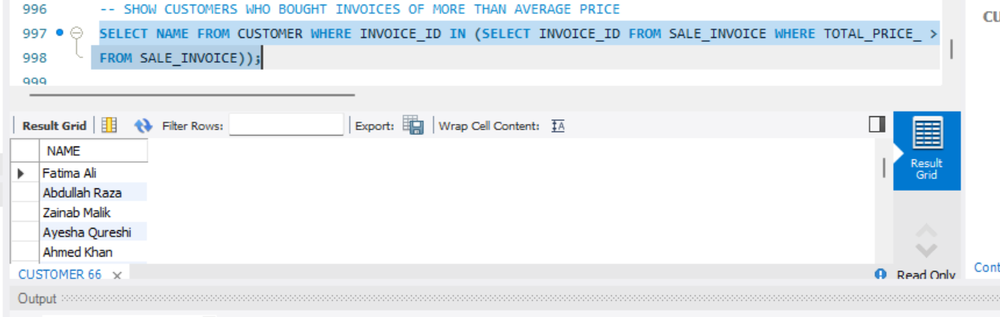 996 -- SHOW CUSTOMERS WHO BOUGHT INVOICES OF MORE THAN AVERAGE PRICE
997 SELECT NAME FROM CUSTOMER WHERE INVOICE_ID IN (SELECT INVOICE_ID FROM SALE_INVOICE WHERE TOTAL_PRICE_ >
998 FROM SALE_INVOICE));
999
Result Grid Filter Rows: Export: Wrap Cell Content:
NAME
Fatima Ali
Abdullah Raza
Zainab Malik
Ayesha Qureshi
Ahmed Khan
Result
Grid
CUSTOMER 66
Read Only
Output